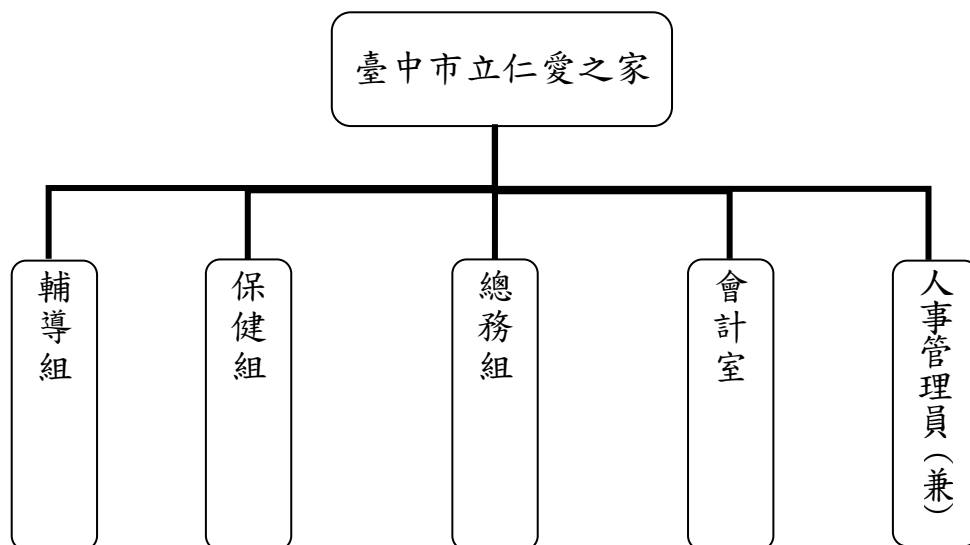 臺中市立仁愛之家
輔導組
保健組
總務組
會計室
人事管理員（兼）